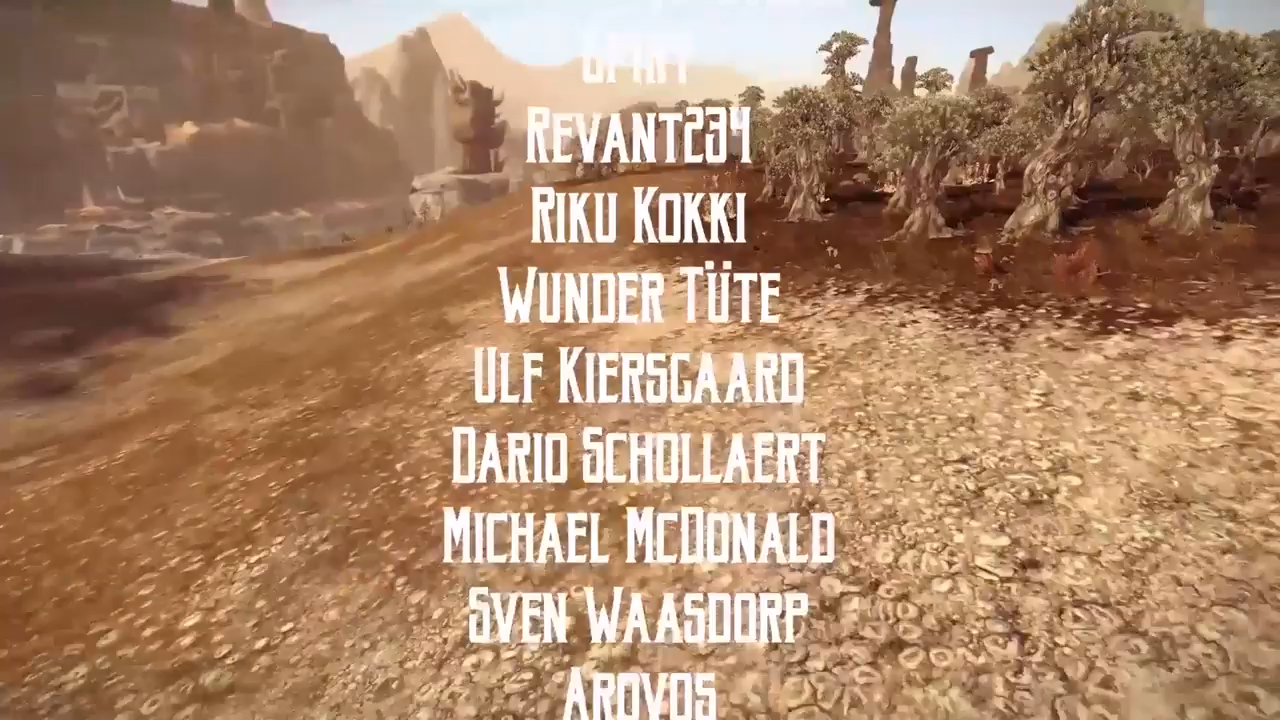 Revant234
Riku Kokki
Wunder Tüte
Ulf Kiersgaard
Dario Schollaert
Michael McDonald
Sven Waasdorp
Arovos